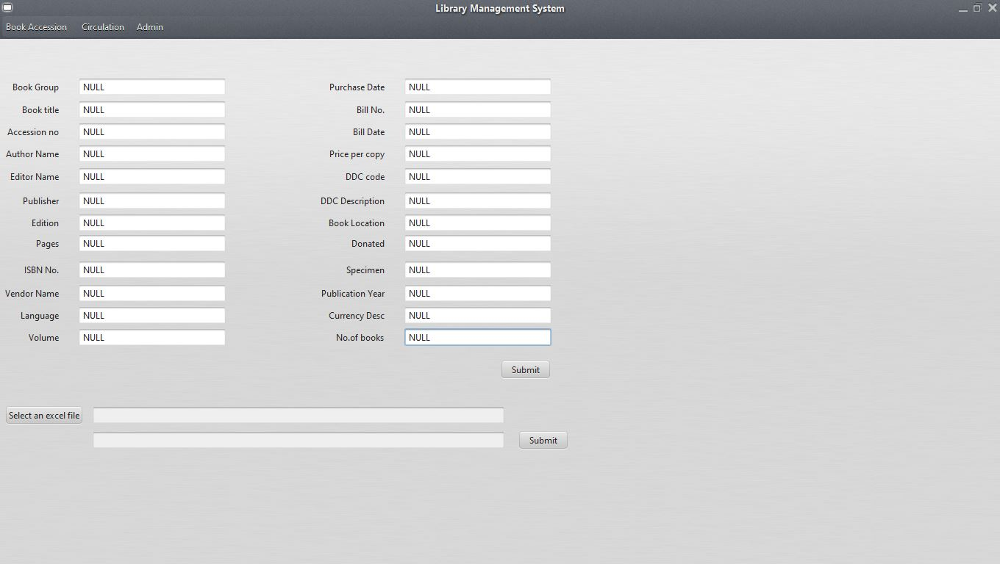 Library Management System
Book Accession Circulation Admin
Book Group NULL Purchase Date NULL
Book title NULL Bill No. NULL
Accession no NULL Bill Date NULL
Author Name NULL Price per copy NULL
Editor Name NULL DDC code NULL
Publisher NULL DDC Description NULL
Edition NULL Book Location NULL
Pages NULL Donated NULL
ISBN No. NULL Specimen NULL
Vendor Name NULL Publication Year NULL
Language NULL Currency Desc NULL
Volume NULL No.of books NULL
Submit
Select an excel file
Submit